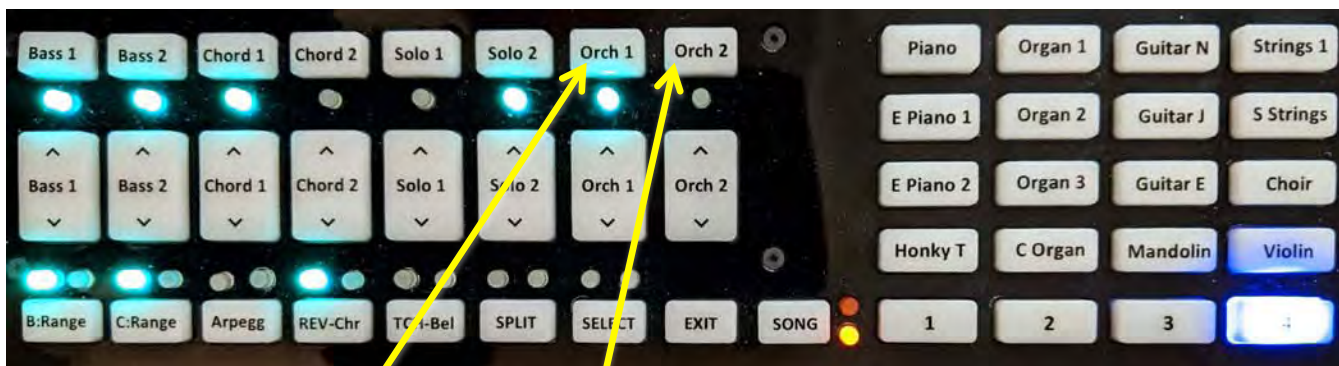 Bass 1 Bass 2 Chord 1 Chord 2 Solo 1 Solo 2 Orch 1 Orch 2
Bass 1 Bass 2 Chord 1 Chord 2 Solo 1 Solo 2 Orch 1 Orch 2
B:Range C:Range Arpegg REV-Chr TCH-Bel SPLIT SELECT EXIT SONG
Piano Organ 1 Guitar N Strings 1
E Piano 1 Organ 2 Guitar J S Strings
E Piano 2 Organ 3 Guitar E Choir
Honky T C Organ Mandolin Violin
1 2 3 4